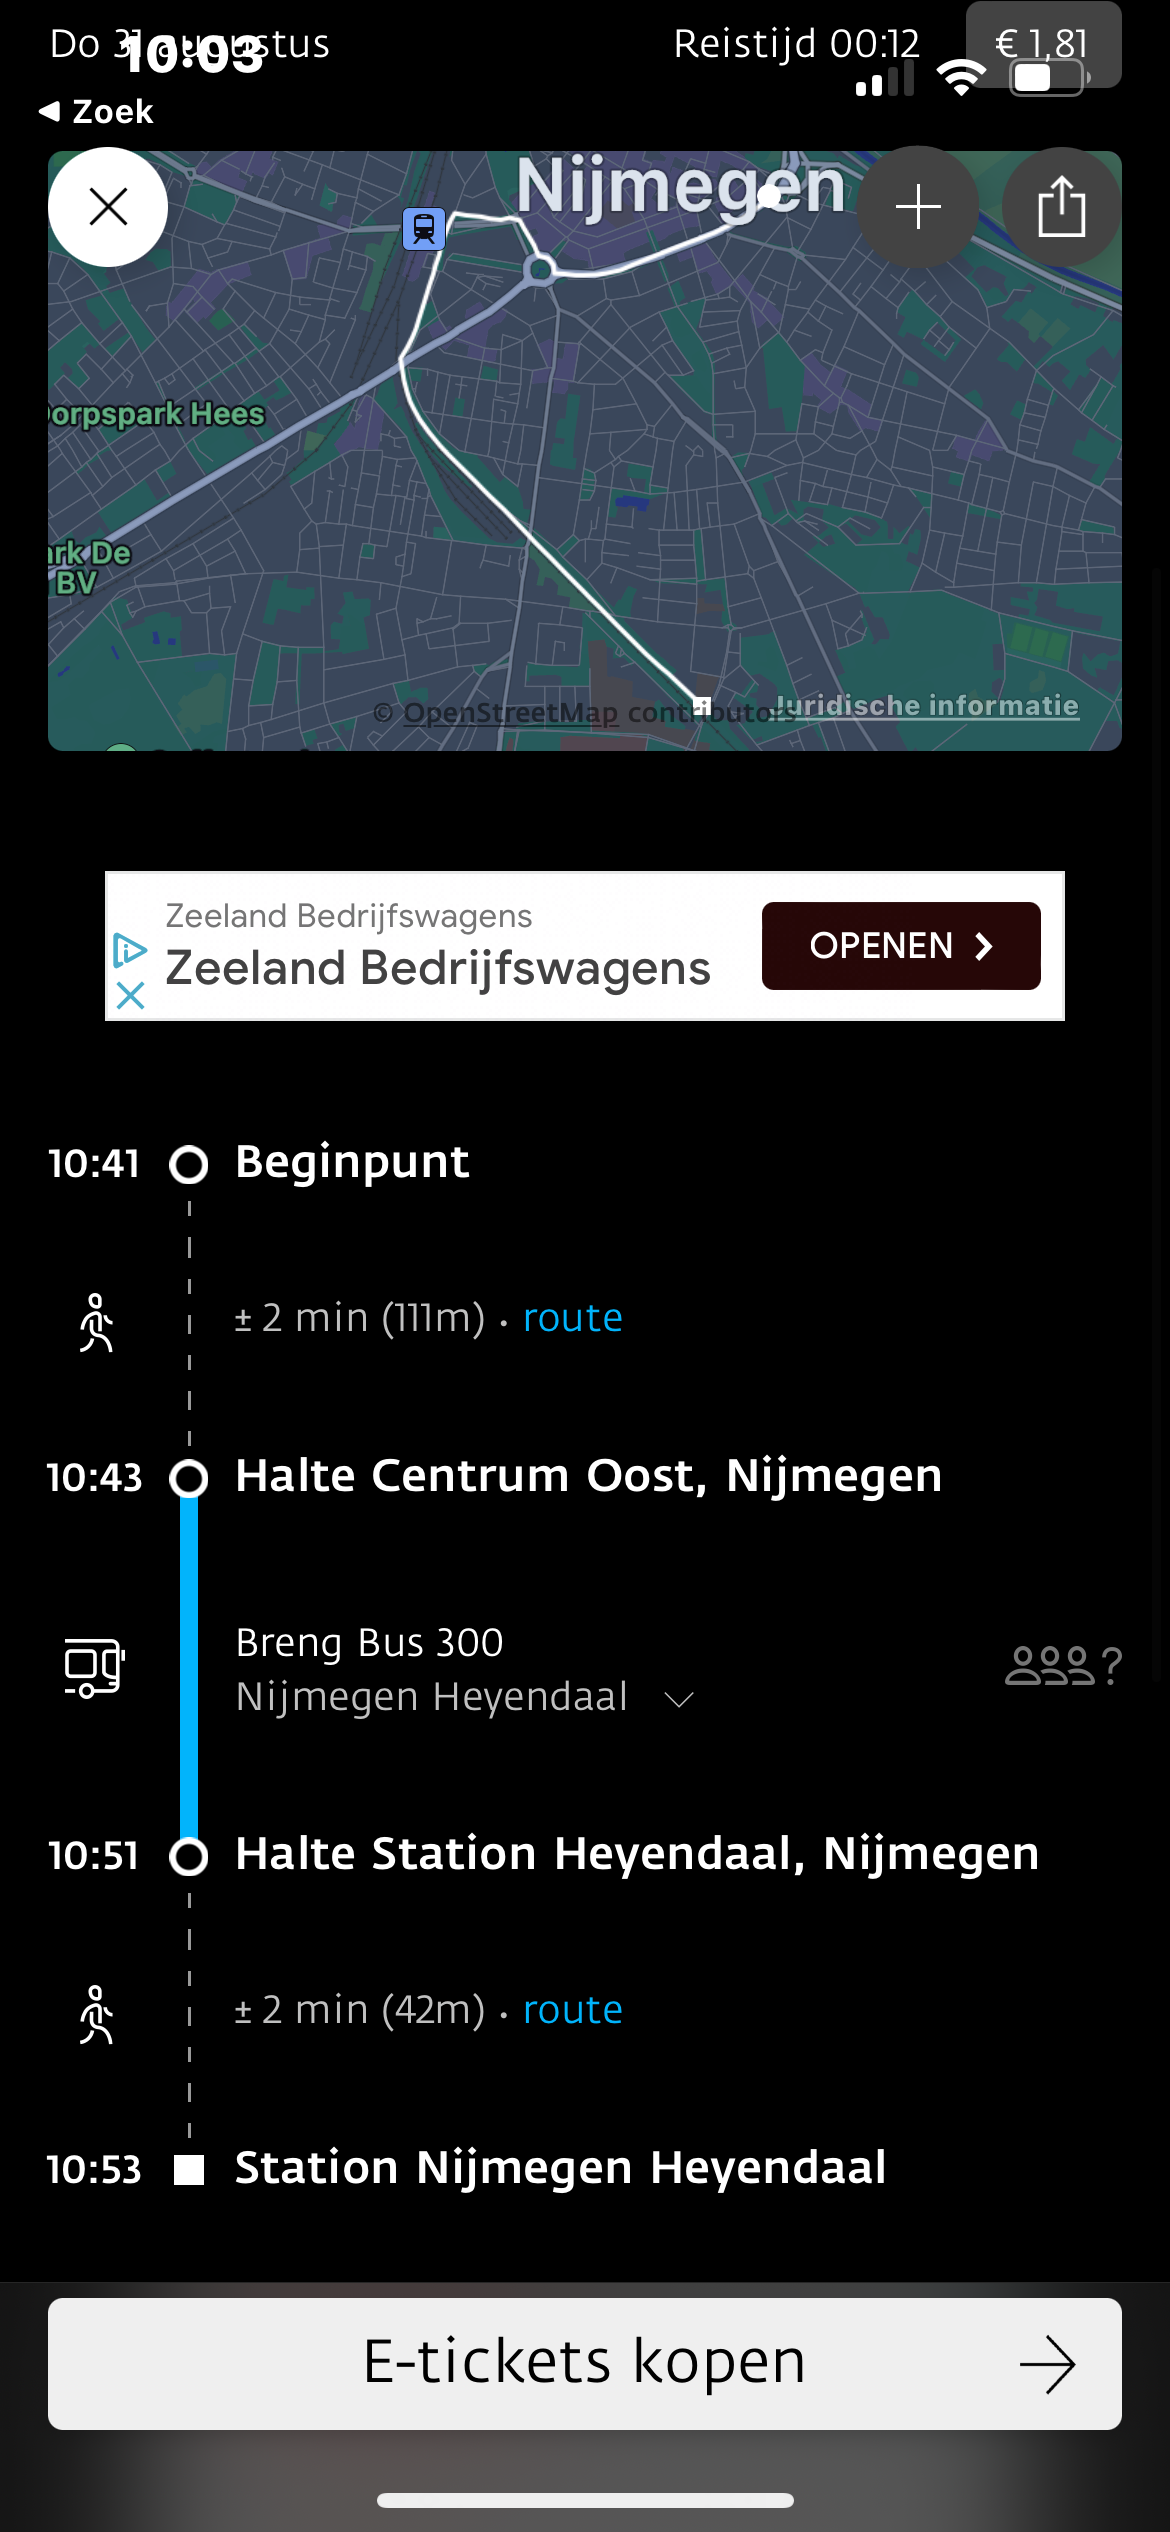 Do 31 augustus
10:03
Reistijd 00:12
€ 1,81
◀ Zoek
Nijmegen
orpspark Hees
rk De
BV
© OpenStreetMap contributors
Juridische informatie
Zeeland Bedrijfswagens
Zeeland Bedrijfswagens
OPENEN
10:41 Beginpunt
± 2 min (111m) • route
10:43 Halte Centrum Oost, Nijmegen
Breng Bus 300
Nijmegen Heyendaal
?
10:51 Halte Station Heyendaal, Nijmegen
± 2 min (42m) • route
10:53 Station Nijmegen Heyendaal
E-tickets kopen